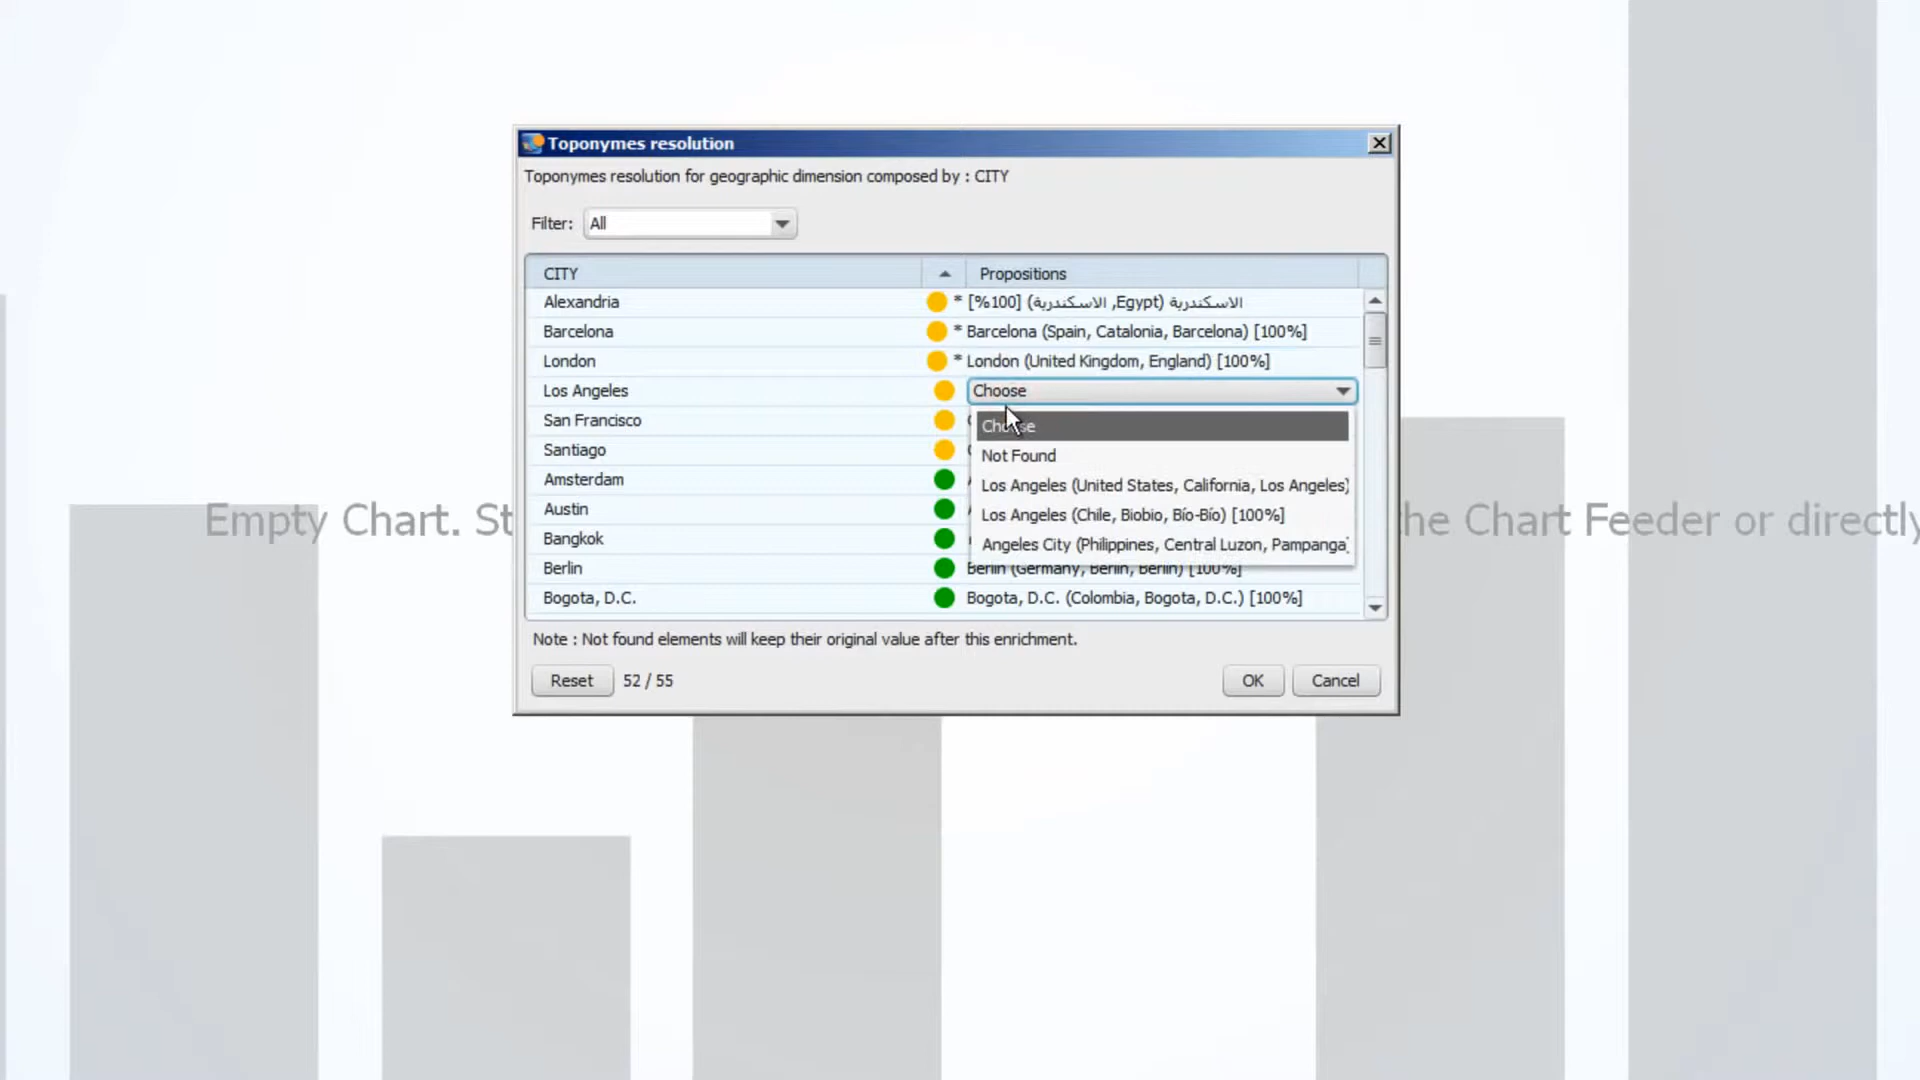 Toponymes resolution
Toponymes resolution for geographic dimension composed by : CITY
Filter: All
CITY Propositions
Alexandria * الاسكندرية (Egypt, الاسكندرية) [100%]
Barcelona * Barcelona (Spain, Catalonia, Barcelona) [100%]
London * London (United Kingdom, England) [100%]
Los Angeles Choose
San Francisco
Choose
Santiago
Not Found
Amsterdam
Los Angeles (United States, California, Los Angeles)
Austin
Los Angeles (Chile, Biobio, Bío-Bío) [100%]
Empty Chart. St
the Chart Feeder or directly
Bangkok
Angeles City (Philippines, Central Luzon, Pampanga)
Berlin Berlin (Germany, Berlin, Berlin) [100%]
Bogota, D.C. Bogota, D.C. (Colombia, Bogota, D.C.) [100%]
Note : Not found elements will keep their original value after this enrichment.
Reset 52 / 55 OK Cancel